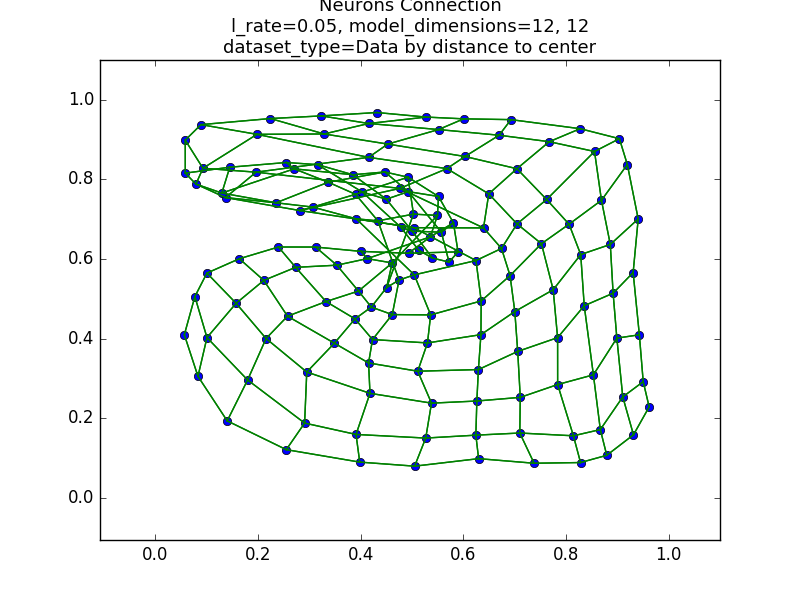 Neurons Connection
l_rate=0.05, model_dimensions=12, 12
dataset_type=Data by distance to center
1.0
0.8
0.6
0.4
0.2
0.0
0.0 0.2 0.4 0.6 0.8 1.0